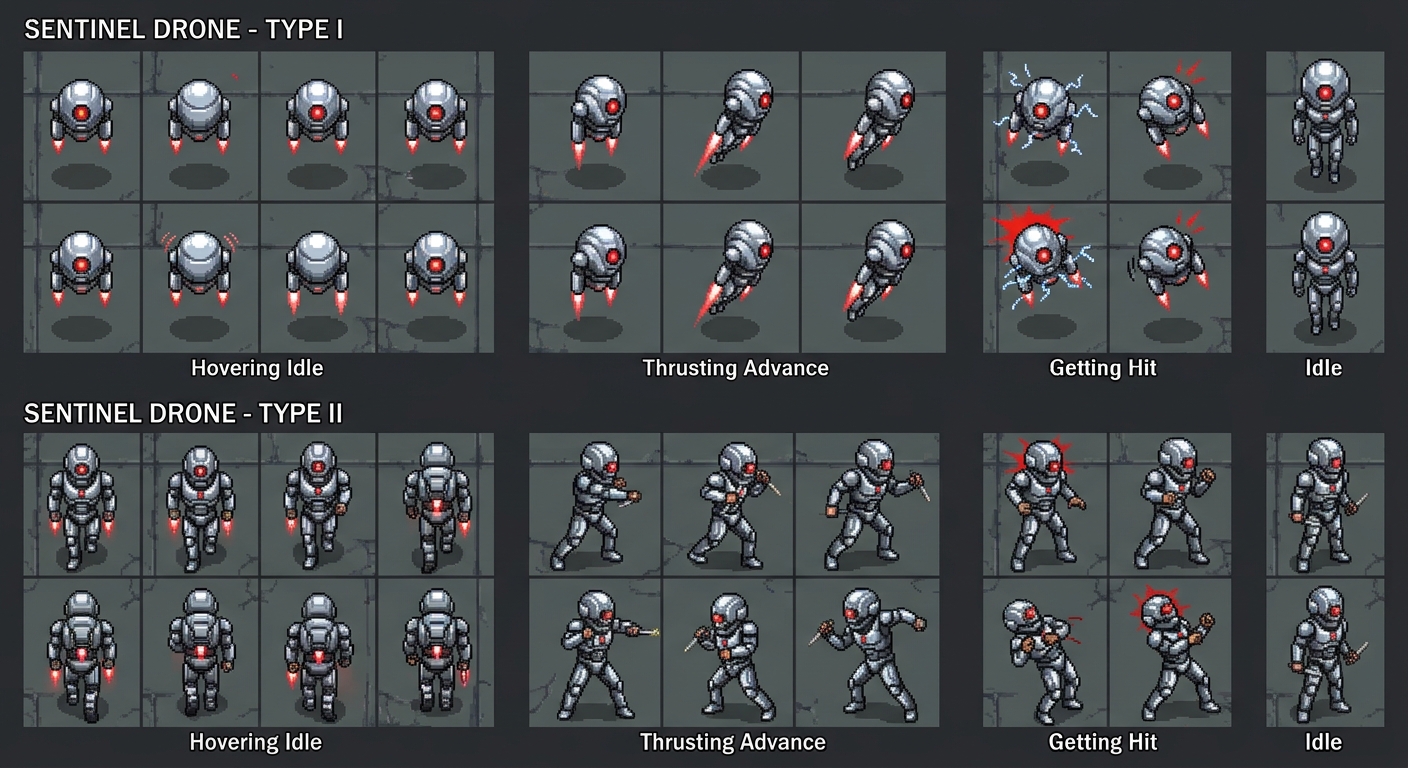 SENTINEL DRONE - TYPE I
Hovering Idle
Thrusting Advance
Getting Hit
Idle
SENTINEL DRONE - TYPE II
Hovering Idle
Thrusting Advance
Getting Hit
Idle